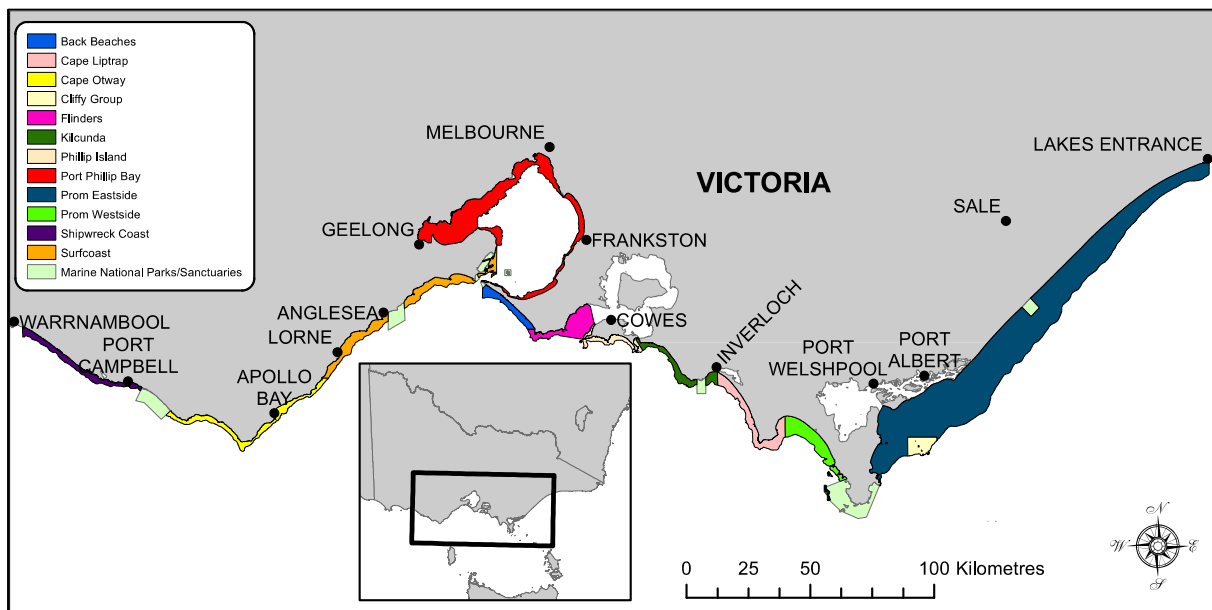 Back Beaches
Cape Liptrap
Cape Otway
Cliffy Group
Flinders
Kilcunda
Phillip Island
Port Phillip Bay
Prom Eastside
Prom Westside
Shipwreck Coast
Surfcoast
Marine National Parks/Sanctuaries
MELBOURNE
LAKES ENTRANCE
VICTORIA
SALE
GEELONG
FRANKSTON
ANGLESEA
COWES
WARRNAMBOOL
LORNE
INVERLOCH
PORT
CAMPBELL
PORT
WELSHPOOL
PORT
ALBERT
APOLLO
BAY
N
W
E
S
0 25 50 100 Kilometres